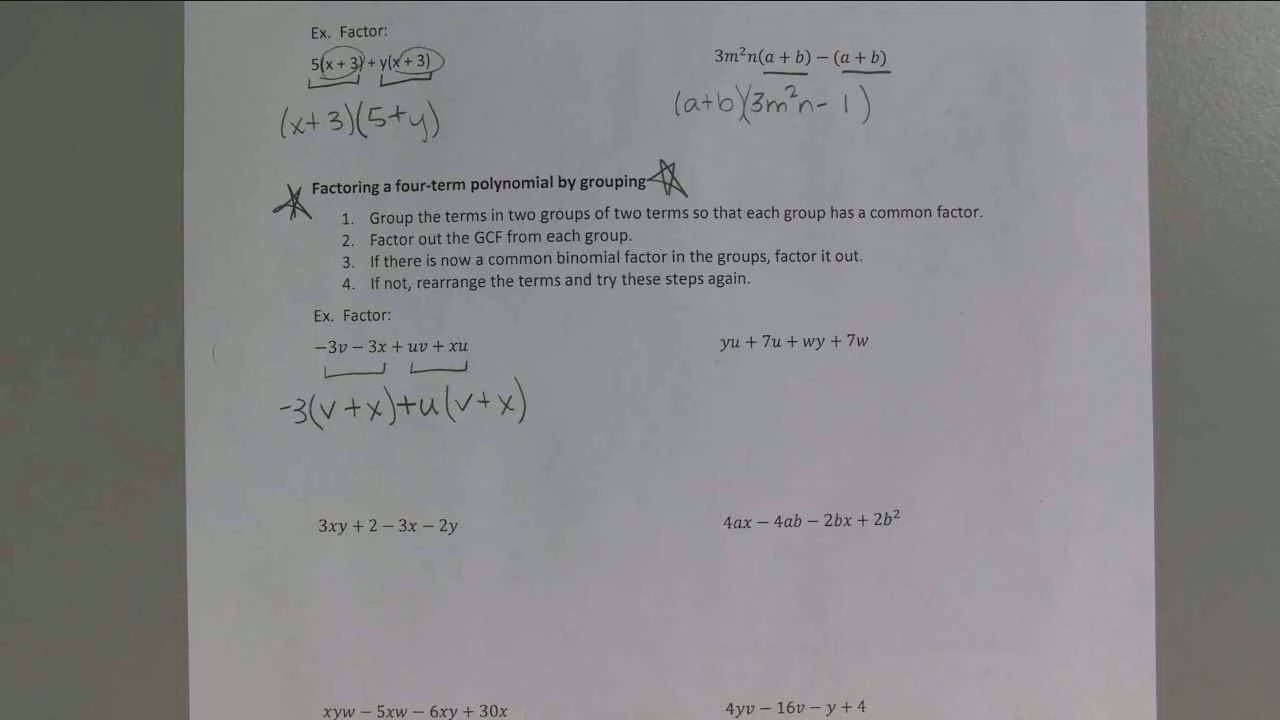 Ex. Factor:
5(x + 3) + y(x + 3)
(x+3)(5+y)
3m²n(a + b) − (a + b)
(a+b)(3m²n-1)
Factoring a four-term polynomial by grouping
1. Group the terms in two groups of two terms so that each group has a common factor.
2. Factor out the GCF from each group.
3. If there is now a common binomial factor in the groups, factor it out.
4. If not, rearrange the terms and try these steps again.
Ex. Factor:
−3v − 3x + uv + xu
-3(v+x)+u(v+x)
yu + 7u + wy + 7w
3xy + 2 − 3x − 2y
4ax − 4ab − 2bx + 2b²
xyw − 5xw − 6xy + 30x
4yv − 16v − y + 4